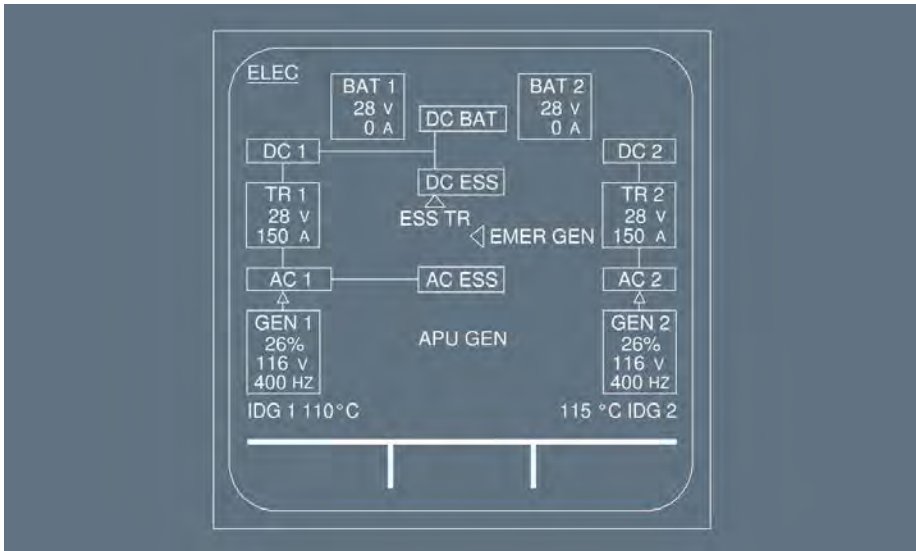 ELEC
BAT 1
28 V
0 A
DC BAT
BAT 2
28 V
0 A
DC 1
DC 2
DC ESS
TR 1
28 V
150 A
ESS TR
EMER GEN
TR 2
28 V
150 A
AC 1
AC ESS
AC 2
GEN 1
26%
116 V
400 HZ
APU GEN
GEN 2
26%
116 V
400 HZ
IDG 1 110°C
115 °C IDG 2